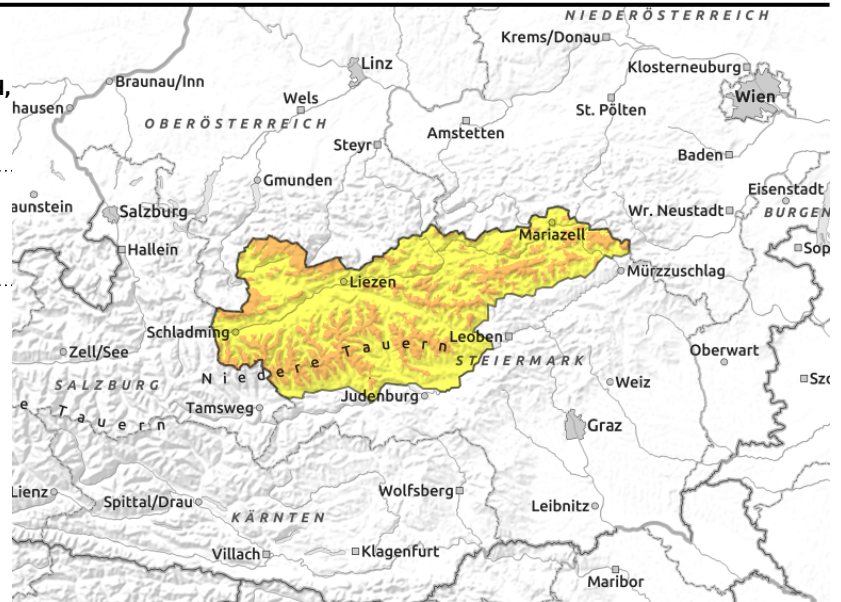 NIEDERÖSTERREICH
Krems/Donau
Linz
Klosterneuburg
Braunau/Inn
l,
hausen
Wels
Wien
St. Pölten
OBERÖSTERREICH
Amstetten
Steyr
Baden
Gmunden
Eisenstadt
aunstein
Salzburg
Wr. Neustadt
BURGEN
Mariazell
Hallein
Sop
Mürzzuschlag
Liezen
Schladming
Leoben
Zell/See
Niedere Tauern
STEIERMARK
Oberwart
SALZBURG
Weiz
Szo
Judenburg
Tamsweg
e Tauern
Graz
Lienz
Wolfsberg
Spittal/Drau
Leibnitz
KÄRNTEN
Villach
Klagenfurt
Maribor